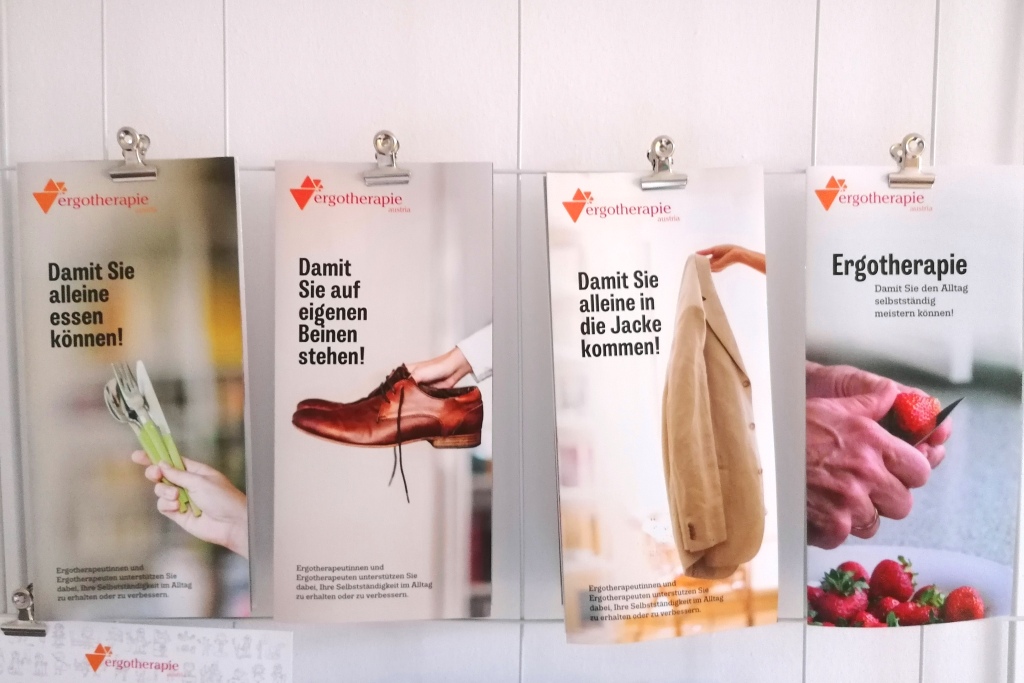 ergotherapie
austria
Damit Sie
alleine
essen
können!
Ergotherapeutinnen und
Ergotherapeuten unterstützen Sie
dabei, Ihre Selbstständigkeit im Alltag
zu erhalten oder zu verbessern.
ergotherapie
austria
Damit
Sie auf
eigenen
Beinen
stehen!
Ergotherapeutinnen und
Ergotherapeuten unterstützen Sie
dabei, Ihre Selbstständigkeit im Alltag
zu erhalten oder zu verbessern.
ergotherapie
austria
Damit Sie
alleine in
die Jacke
kommen!
Ergotherapeutinnen und
Ergotherapeuten unterstützen Sie
dabei, Ihre Selbstständigkeit im Alltag
zu erhalten oder zu verbessern.
ergotherapie
austria
Ergotherapie
Damit Sie den Alltag
selbstständig
meistern können!
ergotherapie
austria